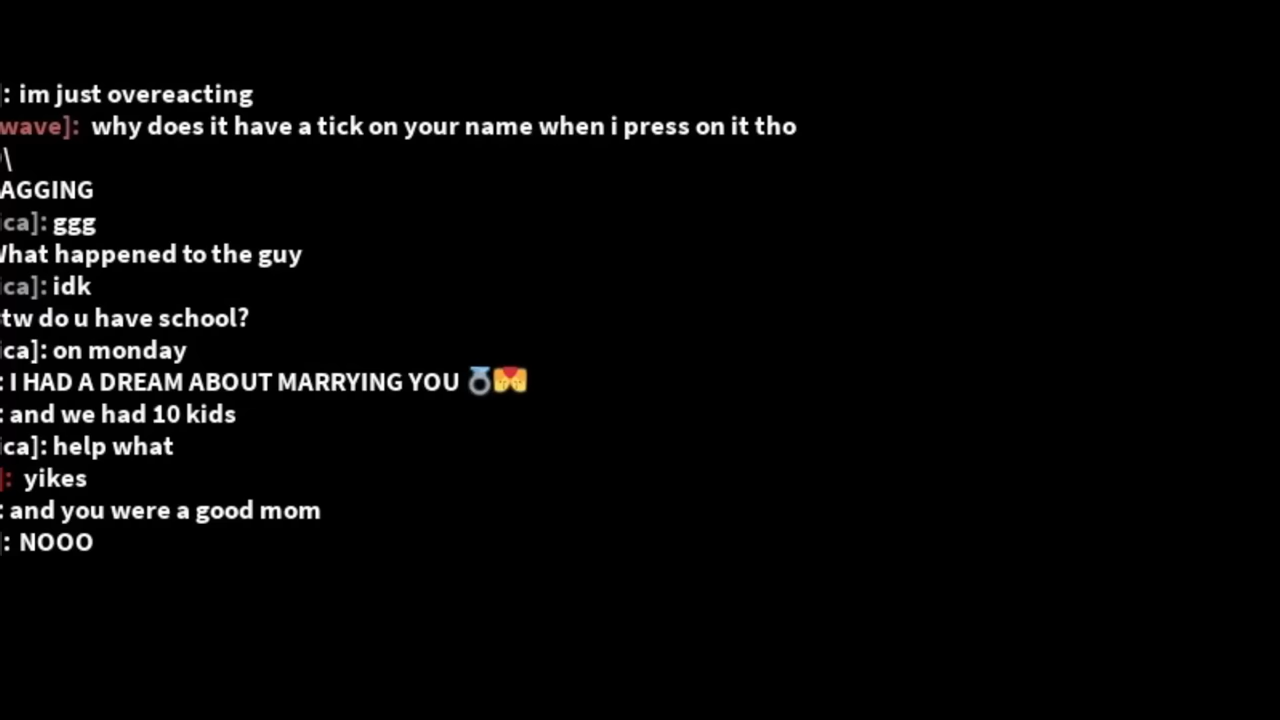 : im just overeacting
wave]: why does it have a tick on your name when i press on it tho
\
AGGING
ica]: ggg
What happened to the guy
ica]: idk
tw do u have school?
ica]: on monday
: I HAD A DREAM ABOUT MARRYING YOU 💍💏
: and we had 10 kids
ica]: help what
]: yikes
: and you were a good mom
]: NOOO